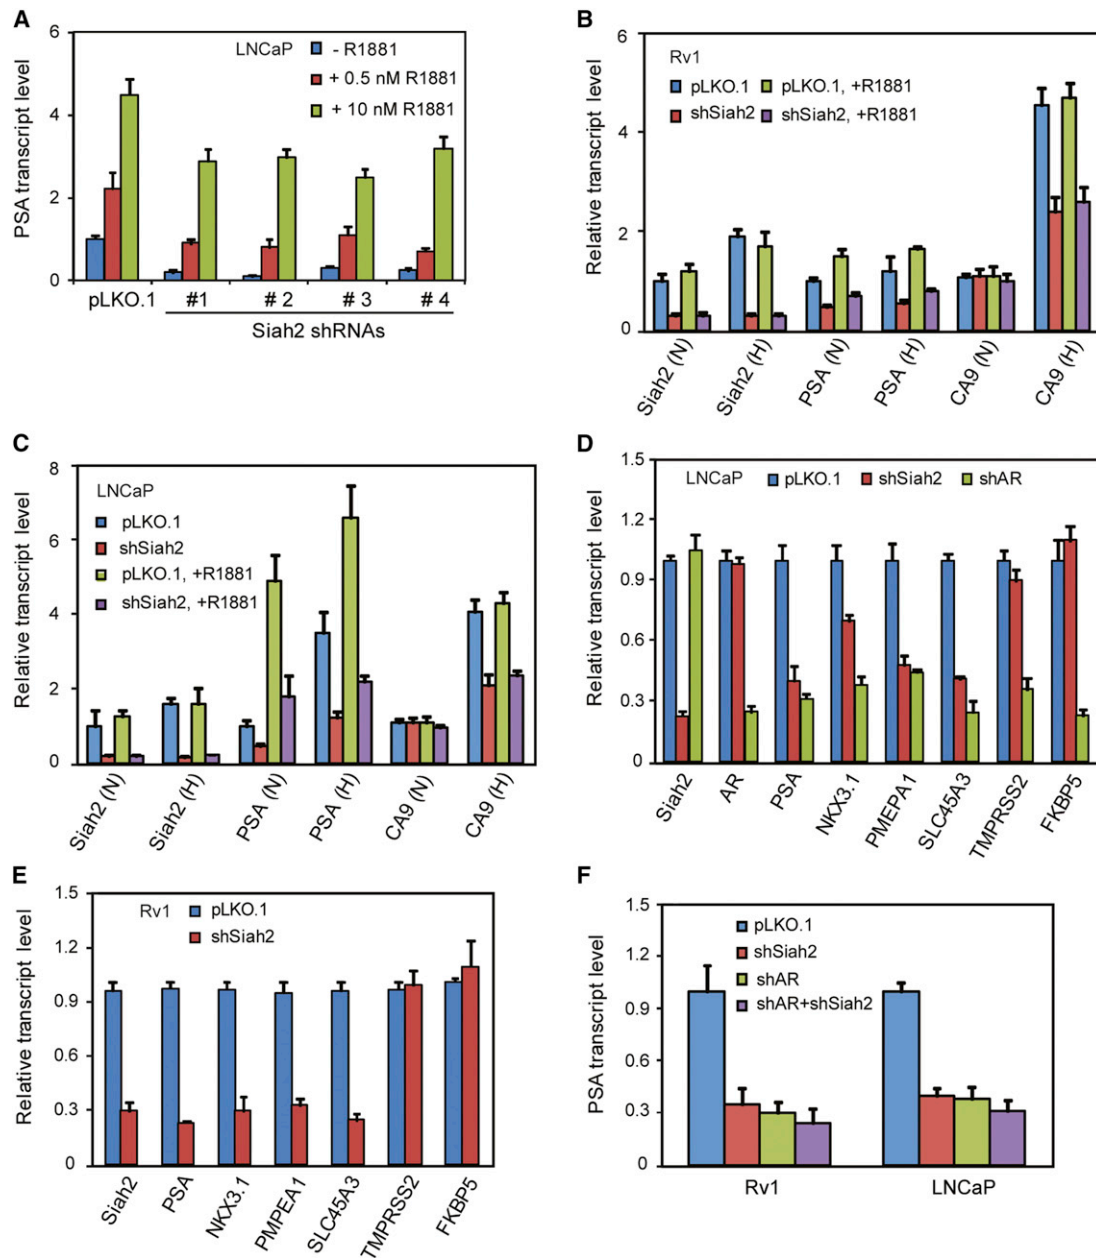 A
PSA transcript level
6
4
2
0
LNCaP
- R1881
+ 0.5 nM R1881
+ 10 nM R1881
pLKO.1
#1
# 2
# 3
# 4
Siah2 shRNAs
B
Relative transcript level
6
4
2
0
Rv1
pLKO.1
pLKO.1, +R1881
shSiah2
shSiah2, +R1881
Siah2 (N)
Siah2 (H)
PSA (N)
PSA (H)
CA9 (N)
CA9 (H)
C
Relative transcript level
8
6
4
2
0
LNCaP
pLKO.1
shSiah2
pLKO.1, +R1881
shSiah2, +R1881
Siah2 (N)
Siah2 (H)
PSA (N)
PSA (H)
CA9 (N)
CA9 (H)
D
Relative transcript level
1.5
1.2
0.9
0.6
0.3
0
LNCaP
pLKO.1
shSiah2
shAR
Siah2
AR
PSA
NKX3.1
PMEPA1
SLC45A3
TMPRSS2
FKBP5
E
Relative transcript level
1.5
1.2
0.9
0.6
0.3
0
Rv1
pLKO.1
shSiah2
Siah2
PSA
NKX3.1
PMPEA1
SLC45A3
TMPRSS2
FKBP5
F
PSA transcript level
1.5
1.2
0.9
0.6
0.3
0
pLKO.1
shSiah2
shAR
shAR+shSiah2
Rv1
LNCaP